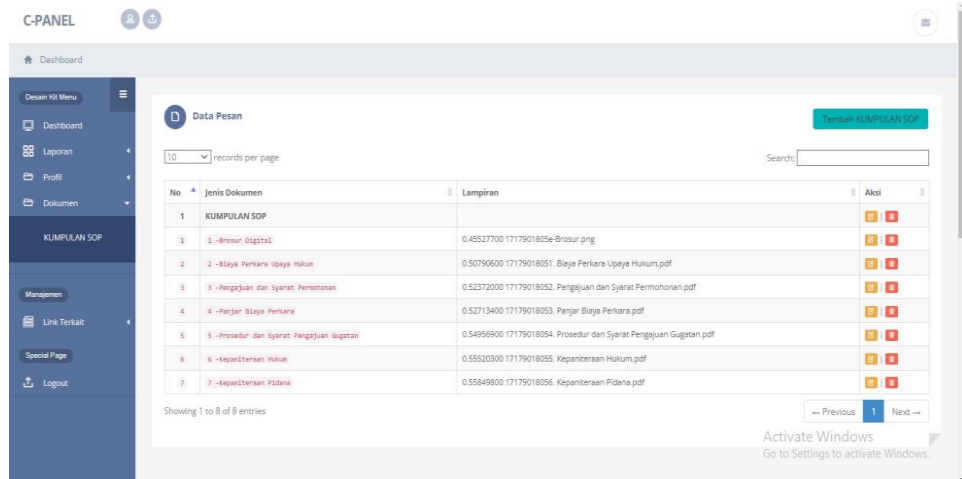 C-PANEL
Dashboard
Desain Kit Menu
Dashboard
Laporan
Profil
Dokumen
KUMPULAN SOP
Manajemen
Link Terkait
Special Page
Logout
Data Pesan
Tambah KUMPULAN SOP
10 records per page
Search:
No Jenis Dokumen Lampiran Aksi
1 KUMPULAN SOP |
1 1 -Brosur Digital 0.45527700 1717901805e-Brosur.png |
2 2 -Biaya Perkara Upaya Hukum 0.50790600 17179018051. Biaya Perkara Upaya Hukum.pdf |
3 3 -Pengajuan dan Syarat Permohonan 0.52372000 17179018052. Pengajuan dan Syarat Permohonan.pdf |
4 4 -Panjar Biaya Perkara 0.52713400 17179018053. Panjar Biaya Perkara.pdf |
5 5 -Prosedur dan Syarat Pengajuan Gugatan 0.54956900 17179018054. Prosedur dan Syarat Pengajuan Gugatan.pdf |
6 6 -Kepaniteraan Hukum 0.55520300 17179018055. Kepaniteraan Hukum.pdf |
7 7 -Kepaniteraan Pidana 0.55849800 17179018056. Kepaniteraan Pidana.pdf |
Showing 1 to 8 of 8 entries
← Previous 1 Next →
Activate Windows
Go to Settings to activate Windows.